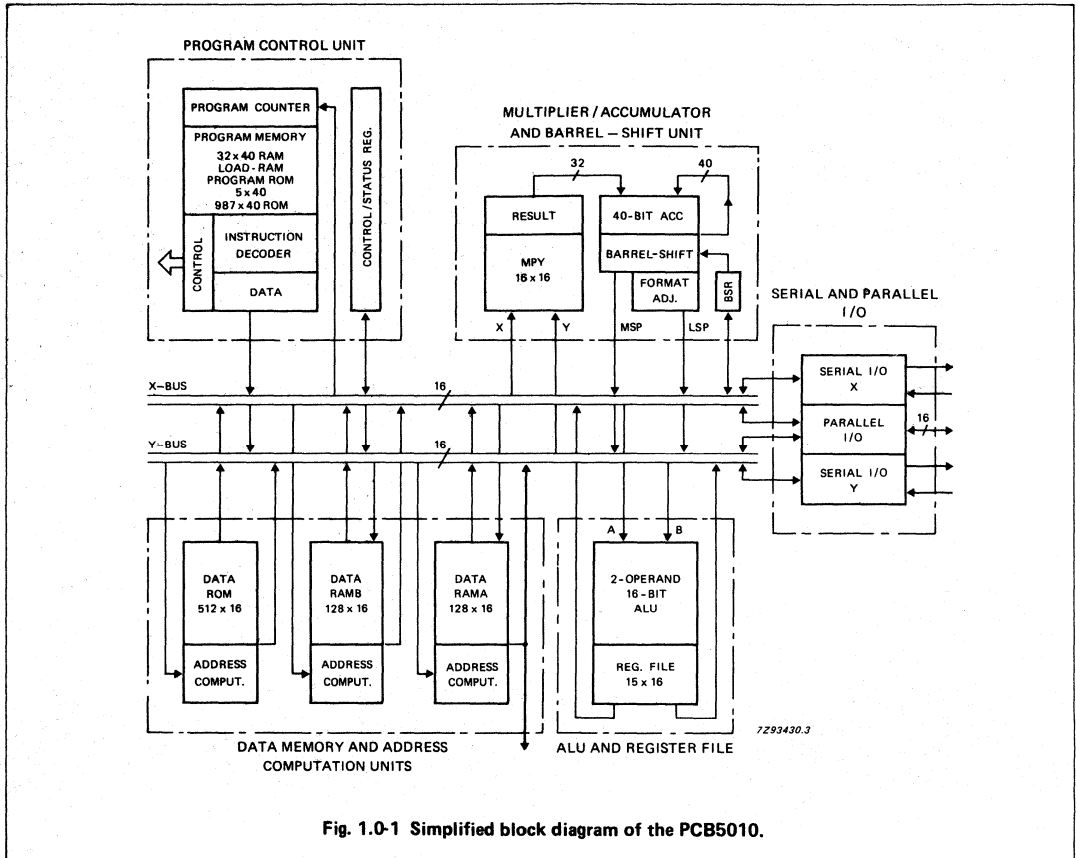 PROGRAM CONTROL UNIT
PROGRAM COUNTER
PROGRAM MEMORY
32 x 40 RAM
LOAD - RAM
PROGRAM ROM
5 x 40
987 x 40 ROM
CONTROL
INSTRUCTION
DECODER
DATA
CONTROL/STATUS REG.
MULTIPLIER / ACCUMULATOR
AND BARREL – SHIFT UNIT
32
40
RESULT
MPY
16 x 16
40-BIT ACC
BARREL-SHIFT
FORMAT
ADJ.
BSR
X
Y
MSP
LSP
SERIAL AND PARALLEL
I/O
SERIAL I/O
X
PARALLEL
I/O
16
SERIAL I/O
Y
X–BUS
16
Y–BUS
16
DATA
ROM
512 x 16
ADDRESS
COMPUT.
DATA
RAMB
128 x 16
ADDRESS
COMPUT.
DATA
RAMA
128 x 16
ADDRESS
COMPUT.
A
B
2-OPERAND
16-BIT
ALU
REG. FILE
15 x 16
DATA MEMORY AND ADDRESS
COMPUTATION UNITS
ALU AND REGISTER FILE
7Z93430.3
Fig. 1.0-1 Simplified block diagram of the PCB5010.